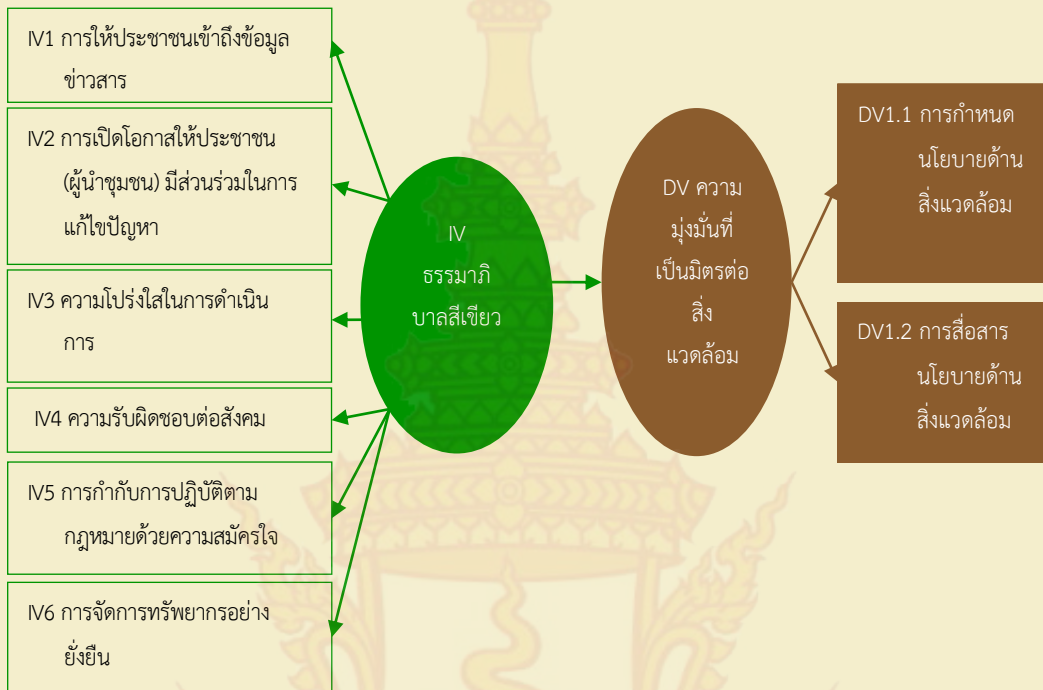 IV1 การให้ประชาชนเข้าถึงข้อมูล
ข่าวสาร
IV2 การเปิดโอกาสให้ประชาชน
(ผู้นำชุมชน) มีส่วนร่วมในการ
แก้ไขปัญหา
IV3 ความโปร่งใสในการดำเนิน
การ
IV4 ความรับผิดชอบต่อสังคม
IV5 การกำกับการปฏิบัติตาม
กฎหมายด้วยความสมัครใจ
IV6 การจัดการทรัพยากรอย่าง
ยั่งยืน
IV
ธรรมาภิ
บาลสีเขียว
DV ความ
มุ่งมั่นที่
เป็นมิตรต่อ
สิ่ง
แวดล้อม
DV1.1 การกำหนด
นโยบายด้าน
สิ่งแวดล้อม
DV1.2 การสื่อสาร
นโยบายด้าน
สิ่งแวดล้อม